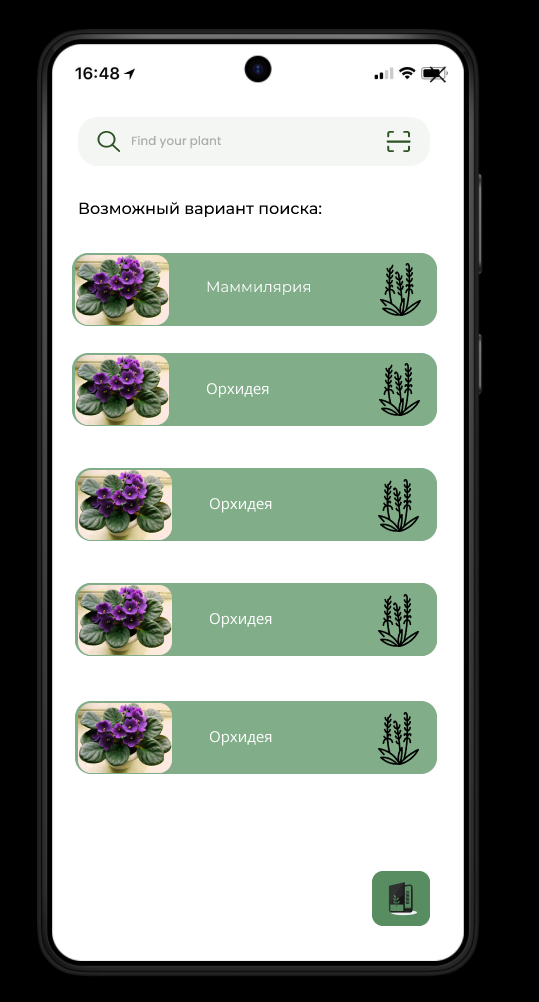 16:48
Find your plant
Возможный вариант поиска:
Маммилярия
Орхидея
Орхидея
Орхидея
Орхидея